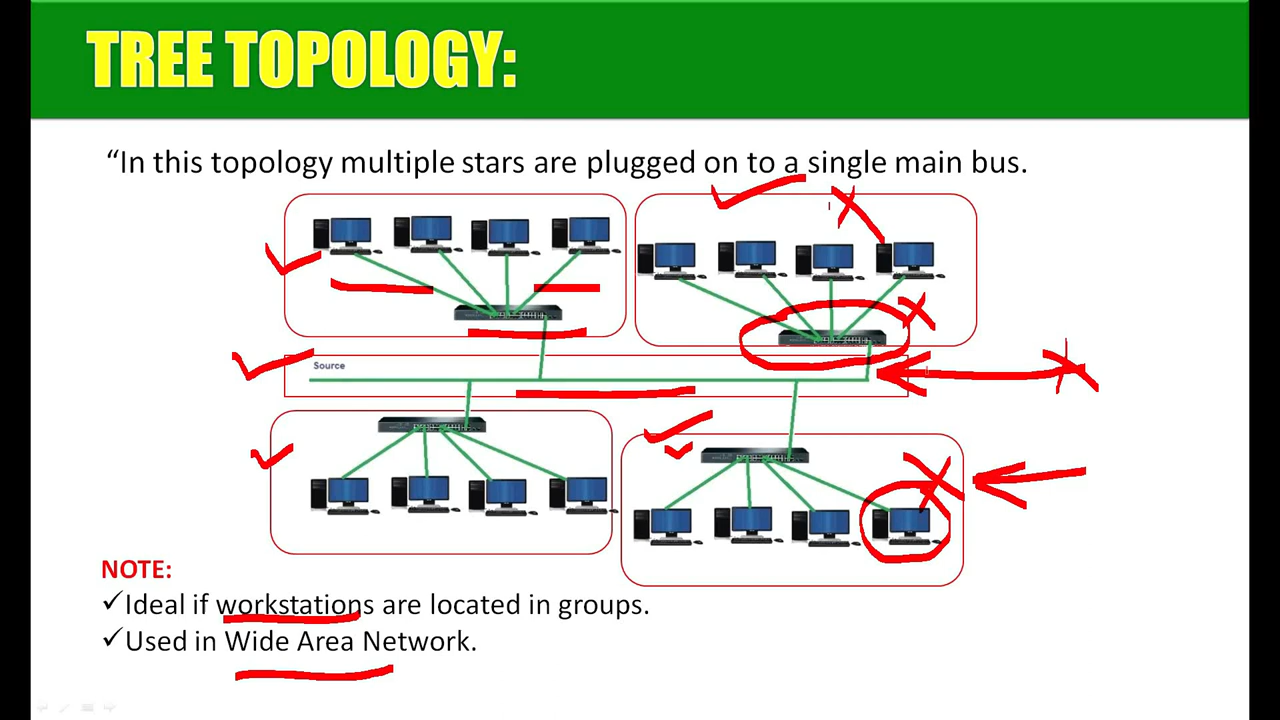 TREE TOPOLOGY:
“In this topology multiple stars are plugged on to a single main bus.
Source
NOTE:
✓Ideal if workstations are located in groups.
✓Used in Wide Area Network.